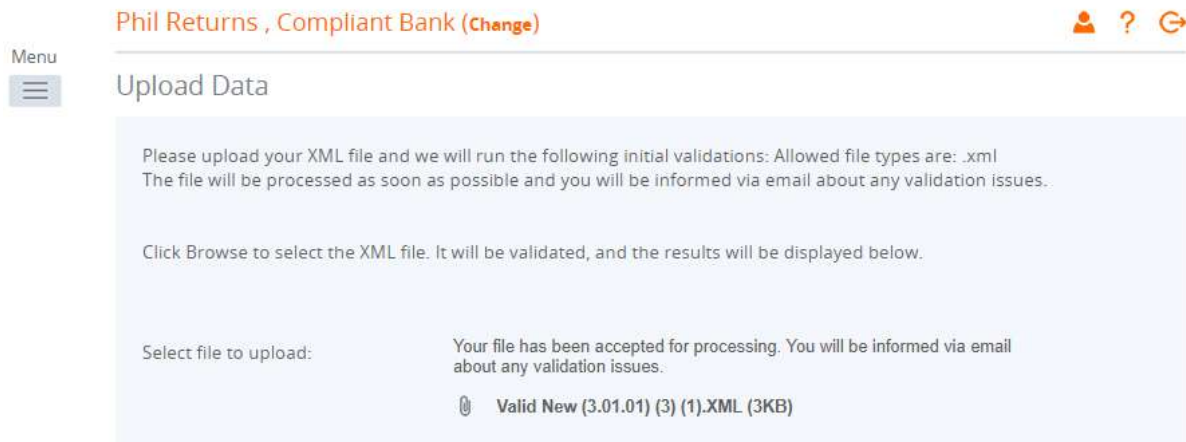 Phil Returns , Compliant Bank (Change)
?
Menu
Upload Data
Please upload your XML file and we will run the following initial validations: Allowed file types are: .xml
The file will be processed as soon as possible and you will be informed via email about any validation issues.
Click Browse to select the XML file. It will be validated, and the results will be displayed below.
Select file to upload:
Your file has been accepted for processing. You will be informed via email
about any validation issues.
Valid New (3.01.01) (3) (1).XML (3KB)